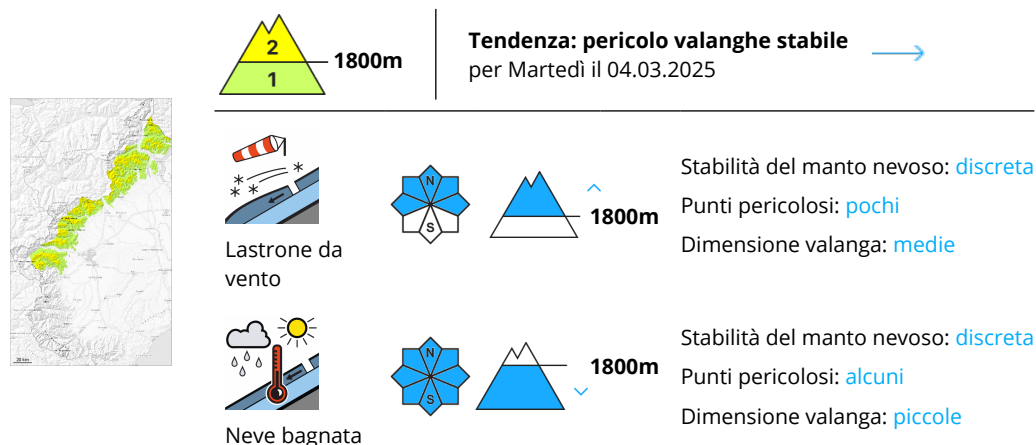 2
1
1800m
Tendenza: pericolo valanghe stabile
per Martedì il 04.03.2025
20 km
Lastrone da
vento
N
S
1800m
Stabilità del manto nevoso: discreta
Punti pericolosi: pochi
Dimensione valanga: medie
Neve bagnata
N
S
1800m
Stabilità del manto nevoso: discreta
Punti pericolosi: alcuni
Dimensione valanga: piccole